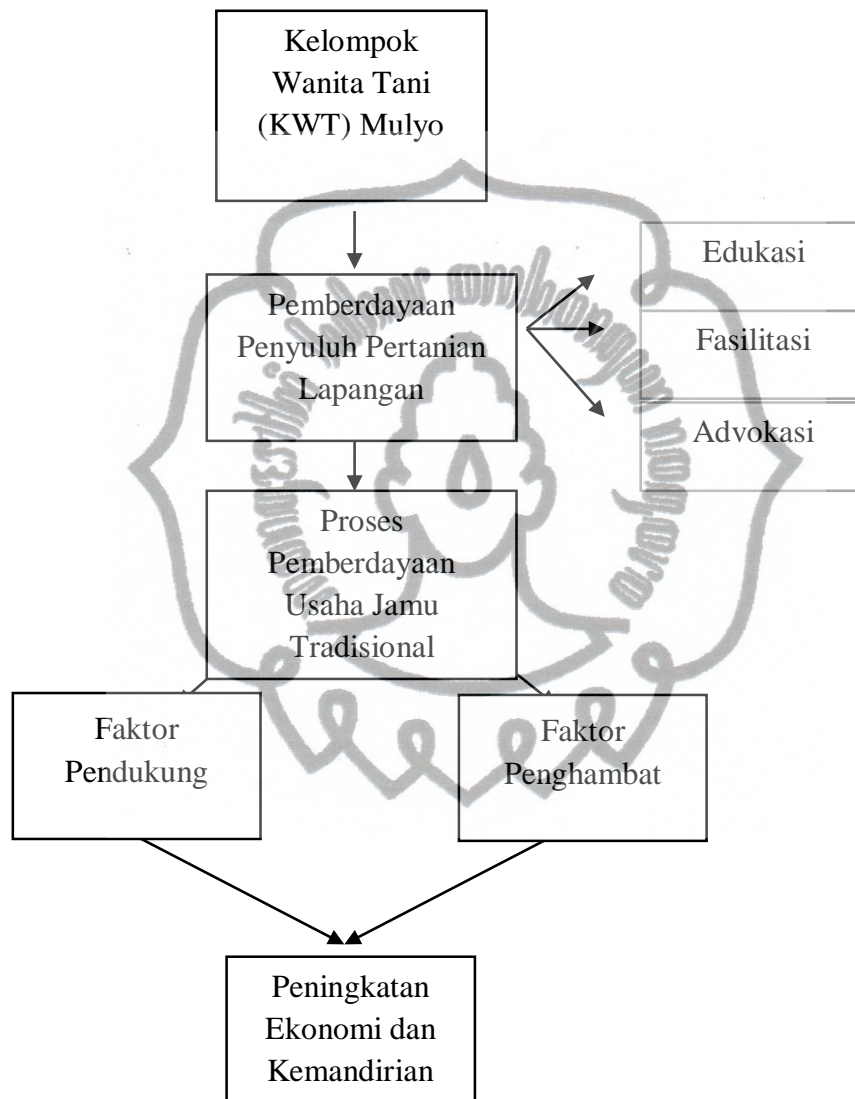 Kelompok
Wanita Tani
(KWT) Mulyo
Pemberdayaan
Penyuluh Pertanian
Lapangan
Edukasi
Fasilitasi
Advokasi
Proses
Pemberdayaan
Usaha Jamu
Tradisional
Faktor
Pendukung
Faktor
Penghambat
Peningkatan
Ekonomi dan
Kemandirian